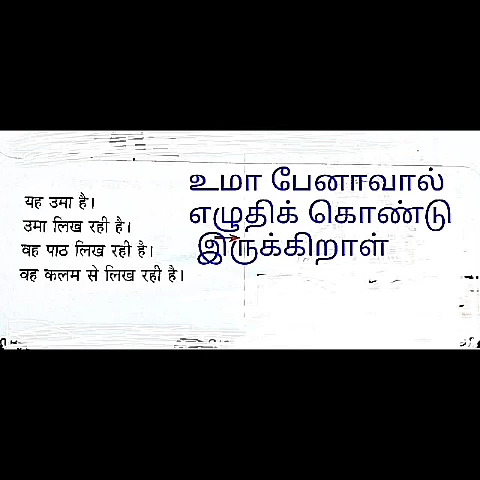 यह उमा है।
उमा लिख रही है।
वह पाठ लिख रही है।
वह कलम से लिख रही है।
உமா பேனாவால்
எழுதிக் கொண்டு
இருக்கிறாள்